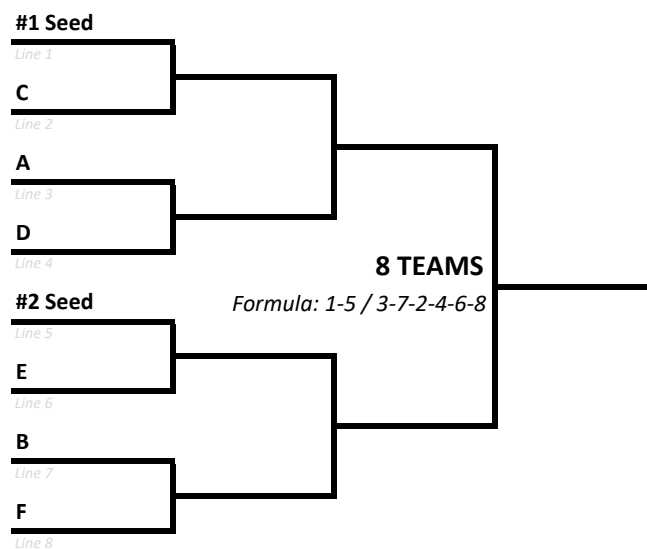 #1 Seed
Line 1
C
Line 2
A
Line 3
D
Line 4
8 TEAMS
#2 Seed
Formula: 1-5 / 3-7-2-4-6-8
Line 5
E
Line 6
B
Line 7
F
Line 8